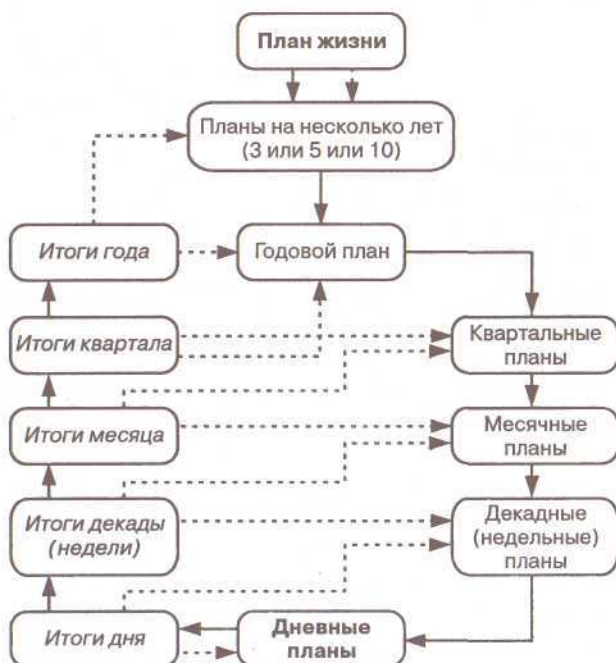 План жизни
Планы на несколько лет
(3 или 5 или 10)
Итоги года
Годовой план
Итоги квартала
Квартальные
планы
Итоги месяца
Месячные
планы
Итоги декады
(недели)
Декадные
(недельные)
планы
Итоги дня
Дневные
планы